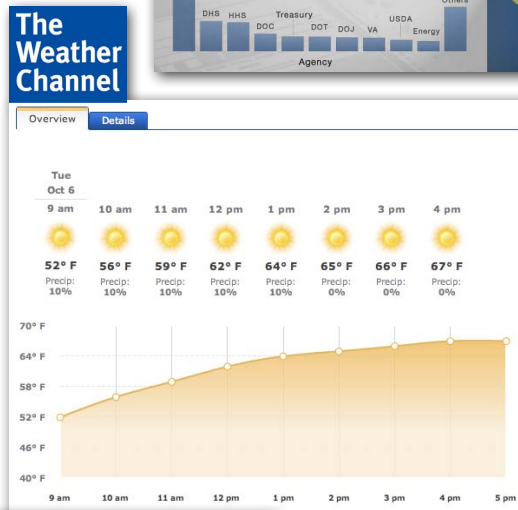 Others
DHS HHS Treasury USDA
DOC DOT DOJ VA Energy
Agency
The
Weather
Channel
Overview Details
Tue
Oct 6
9 am 10 am 11 am 12 pm 1 pm 2 pm 3 pm 4 pm
52° F 56° F 59° F 62° F 64° F 65° F 66° F 67° F
Precip: Precip: Precip: Precip: Precip: Precip: Precip: Precip:
10% 10% 10% 10% 10% 0% 0% 0%
70° F
64° F
58° F
52° F
46° F
40° F
9 am 10 am 11 am 12 pm 1 pm 2 pm 3 pm 4 pm 5 pm